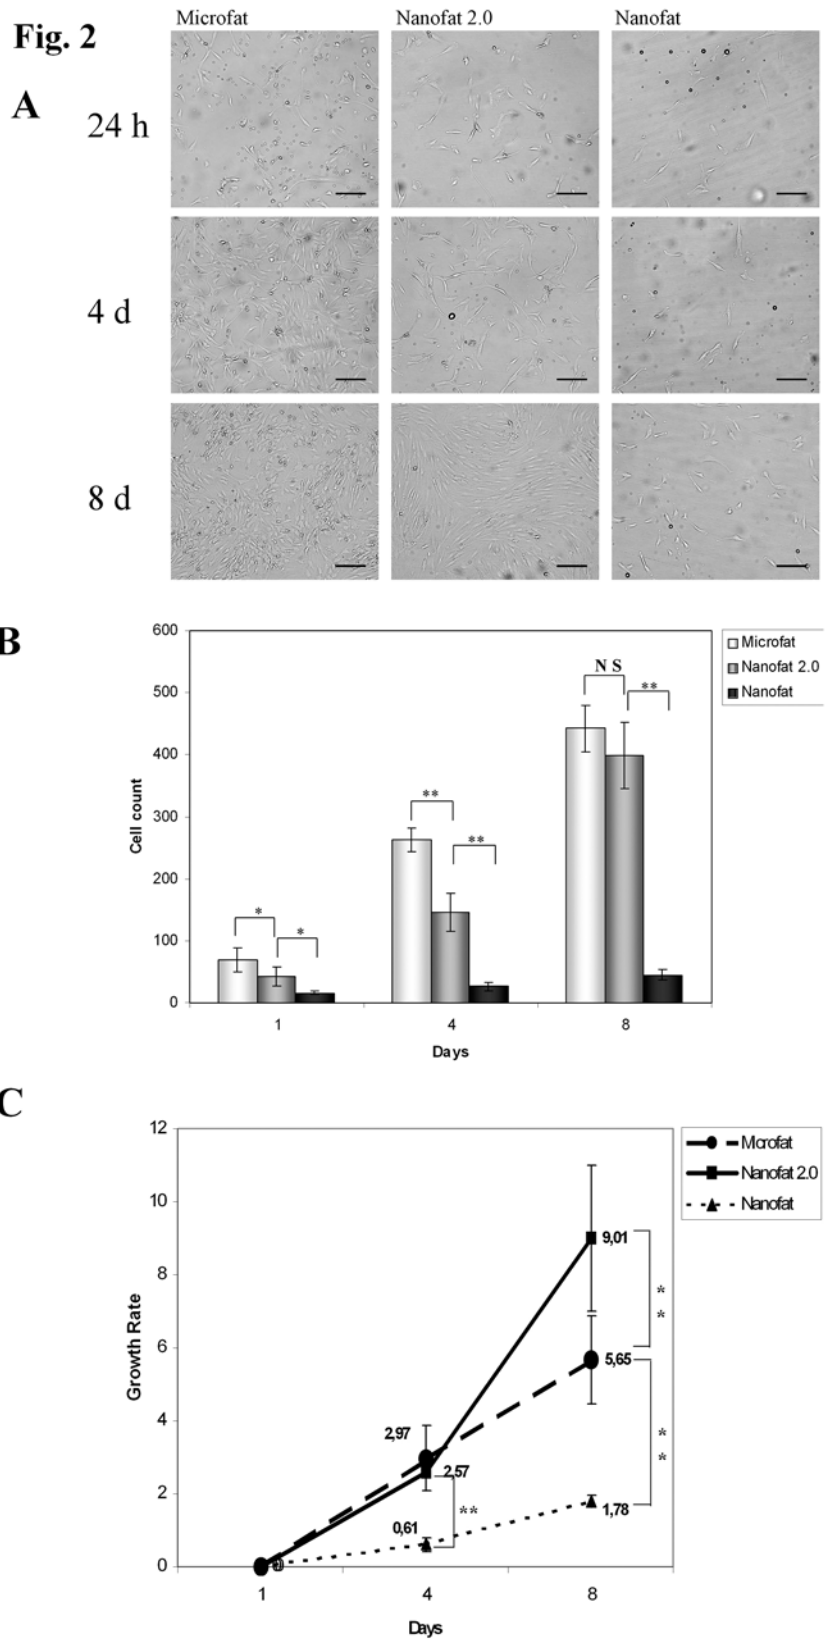 Fig. 2
Microfat Nanofat 2.0 Nanofat
A
24 h
4 d
8 d
B
600
500
400
300
200
100
0
Cell count
* *
** **
N S **
1 4 8
Days
Microfat
Nanofat 2.0
Nanofat
C
12
10
8
6
4
2
0
Growth Rate
2,97
2,57
0,61
**
9,01
5,65
1,78
* *
* *
1 4 8
Days
Mcrofat
Nanofat 2.0
Nanofat